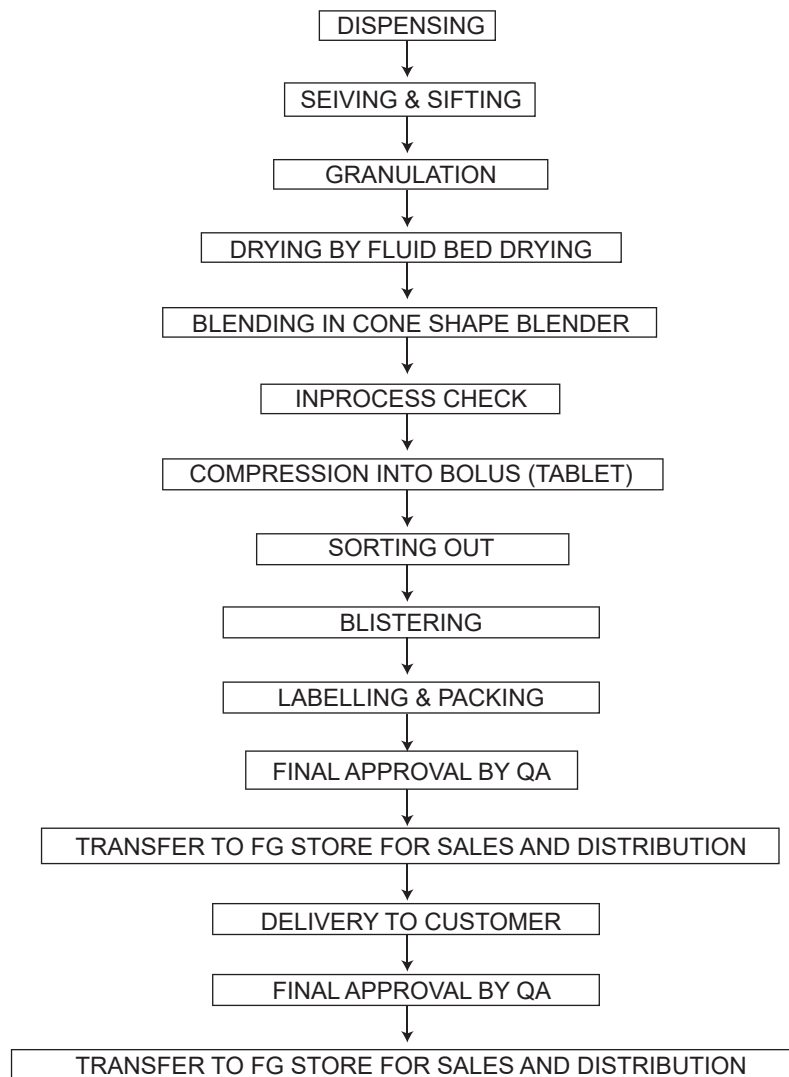 DISPENSING
SEIVING & SIFTING
GRANULATION
DRYING BY FLUID BED DRYING
BLENDING IN CONE SHAPE BLENDER
INPROCESS CHECK
COMPRESSION INTO BOLUS (TABLET)
SORTING OUT
BLISTERING
LABELLING & PACKING
FINAL APPROVAL BY QA
TRANSFER TO FG STORE FOR SALES AND DISTRIBUTION
DELIVERY TO CUSTOMER
FINAL APPROVAL BY QA
TRANSFER TO FG STORE FOR SALES AND DISTRIBUTION